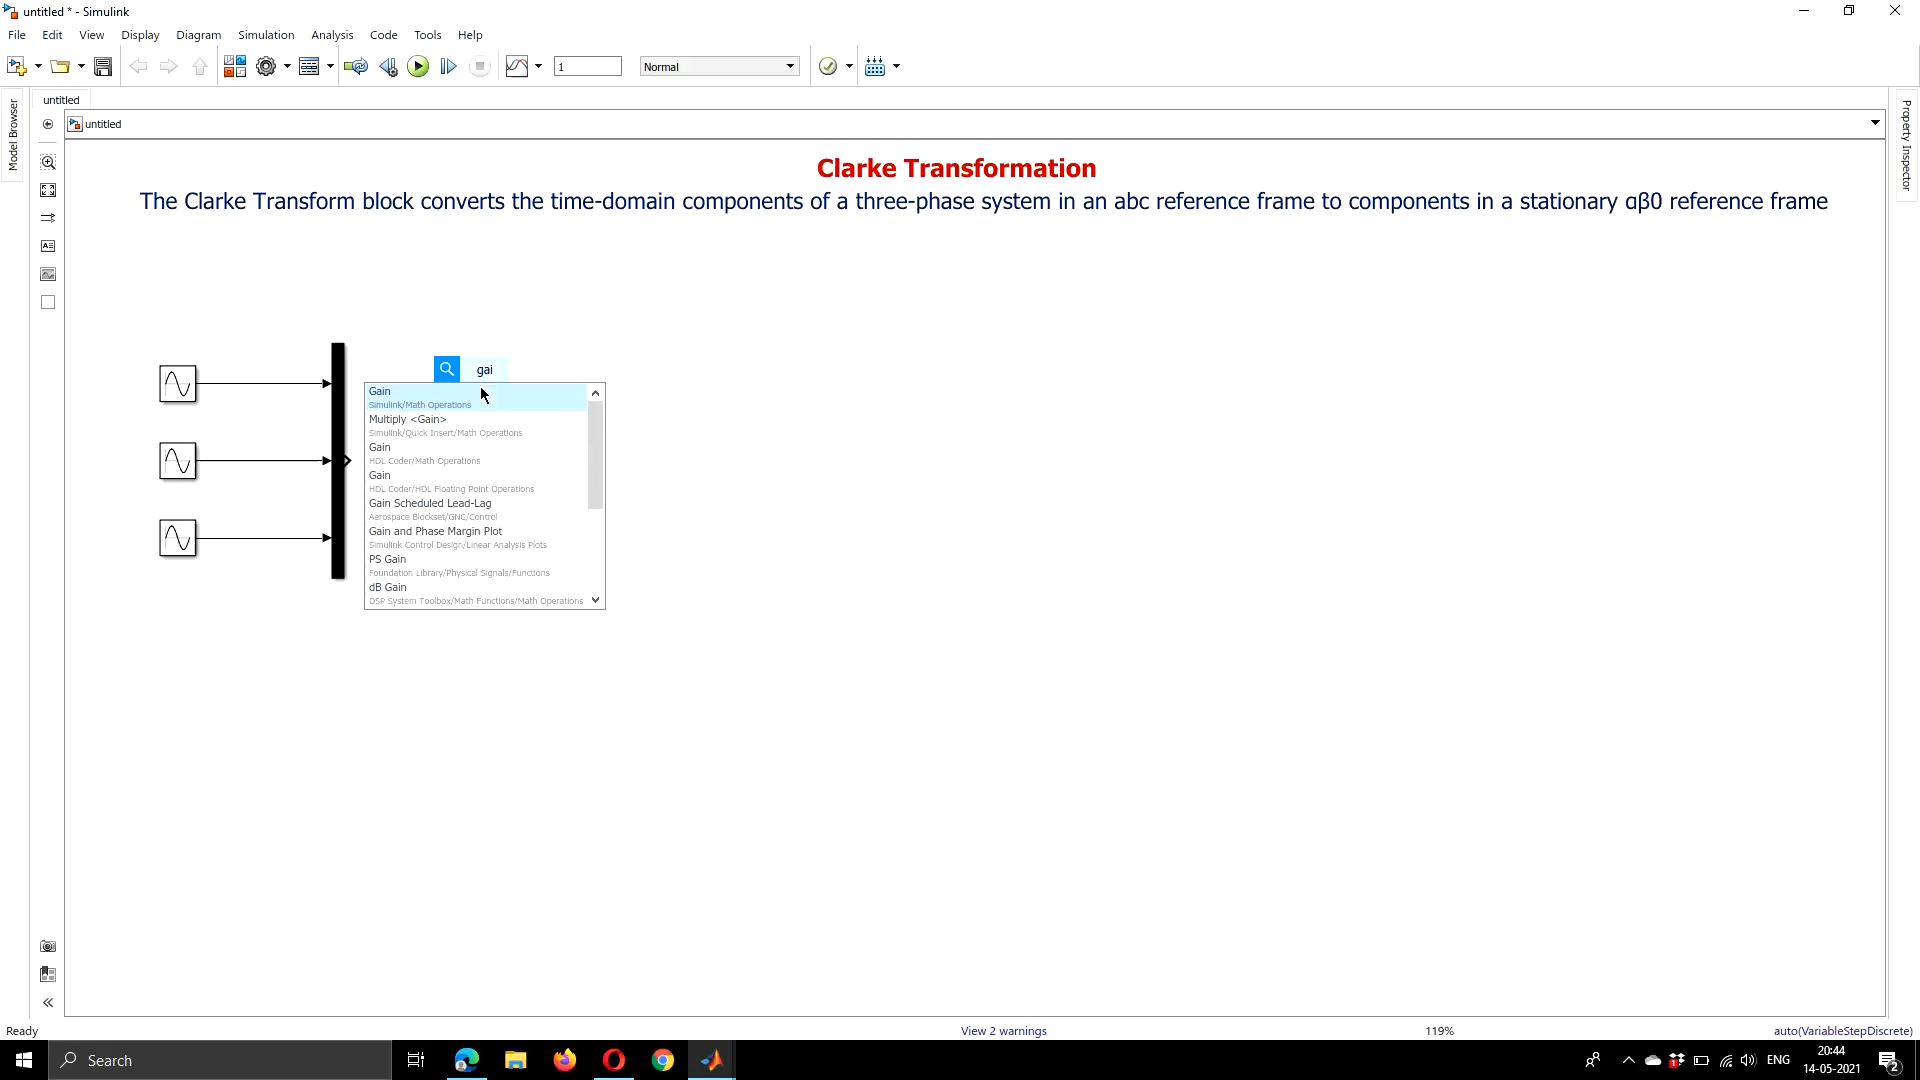 untitled * - Simulink
File Edit View Display Diagram Simulation Analysis Code Tools Help
1 Normal
untitled
untitled
Model Browser
Property Inspector
Clarke Transformation
The Clarke Transform block converts the time-domain components of a three-phase system in an abc reference frame to components in a stationary αβ0 reference frame
gai
Gain
Simulink/Math Operations
Multiply <Gain>
Simulink/Quick Insert/Math Operations
Gain
HDL Coder/Math Operations
Gain
HDL Coder/HDL Floating Point Operations
Gain Scheduled Lead-Lag
Aerospace Blockset/GNC/Control
Gain and Phase Margin Plot
Simulink Control Design/Linear Analysis Plots
PS Gain
Foundation Library/Physical Signals/Functions
dB Gain
DSP System Toolbox/Math Functions/Math Operations
Ready View 2 warnings 119% auto(VariableStepDiscrete)
Search
ENG
20:44
14-05-2021
2